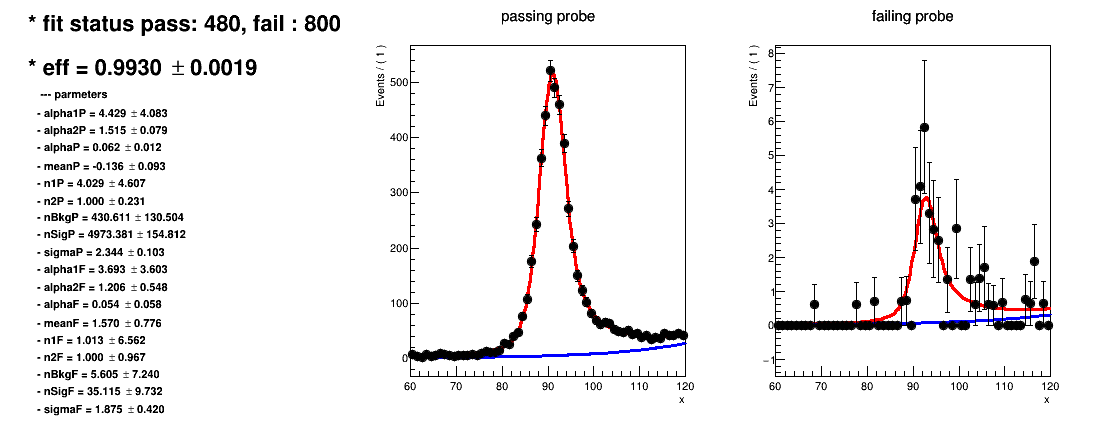 * fit status pass: 480, fail : 800
* eff = 0.9930 ± 0.0019
--- parmeters
- alpha1P = 4.429 ± 4.083
- alpha2P = 1.515 ± 0.079
- alphaP = 0.062 ± 0.012
- meanP = -0.136 ± 0.093
- n1P = 4.029 ± 4.607
- n2P = 1.000 ± 0.231
- nBkgP = 430.611 ± 130.504
- nSigP = 4973.381 ± 154.812
- sigmaP = 2.344 ± 0.103
- alpha1F = 3.693 ± 3.603
- alpha2F = 1.206 ± 0.548
- alphaF = 0.054 ± 0.058
- meanF = 1.570 ± 0.776
- n1F = 1.013 ± 6.562
- n2F = 1.000 ± 0.967
- nBkgF = 5.605 ± 7.240
- nSigF = 35.115 ± 9.732
- sigmaF = 1.875 ± 0.420
passing probe
Events / ( 1 )
500
400
300
200
100
0
60 70 80 90 100 110 120
x
failing probe
Events / ( 1 )
8
7
6
5
4
3
2
1
0
−1
60 70 80 90 100 110 120
x